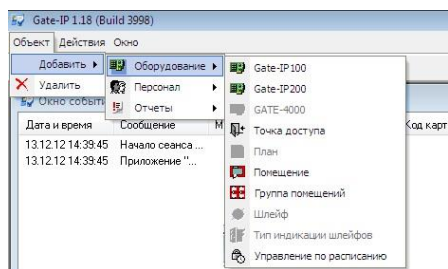 Gate-IP 1.18 (Build 3998)
Объект Действия Окно
Добавить Оборудование Gate-IP100
Удалить Персонал Gate-IP200
Отчеты GATE-4000
Точка доступа
План
Помещение
Группа помещений
Шлейф
Тип индикации шлейфов
Управление по расписанию
Окно событи
Дата и время Сообщение М Код карт
13.12.12 14:39:45 Начало сеанса ...
13.12.12 14:39:45 Приложение "...